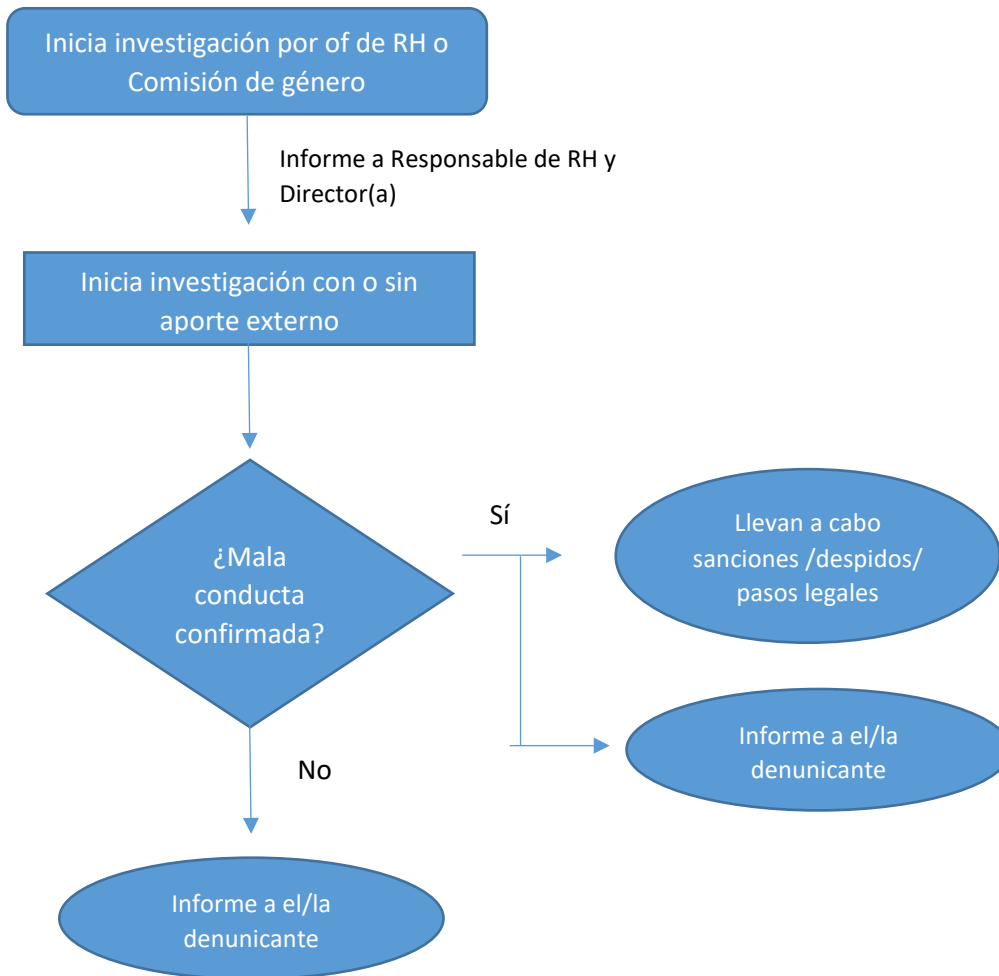 Inicia investigación por of de RH o
Comisión de género
Informe a Responsable de RH y
Director(a)
Inicia investigación con o sin
aporte externo
¿Mala
conducta
confirmada?
Sí
Llevan a cabo
sanciones /despidos/
pasos legales
Informe a el/la
denunicante
No
Informe a el/la
denunicante